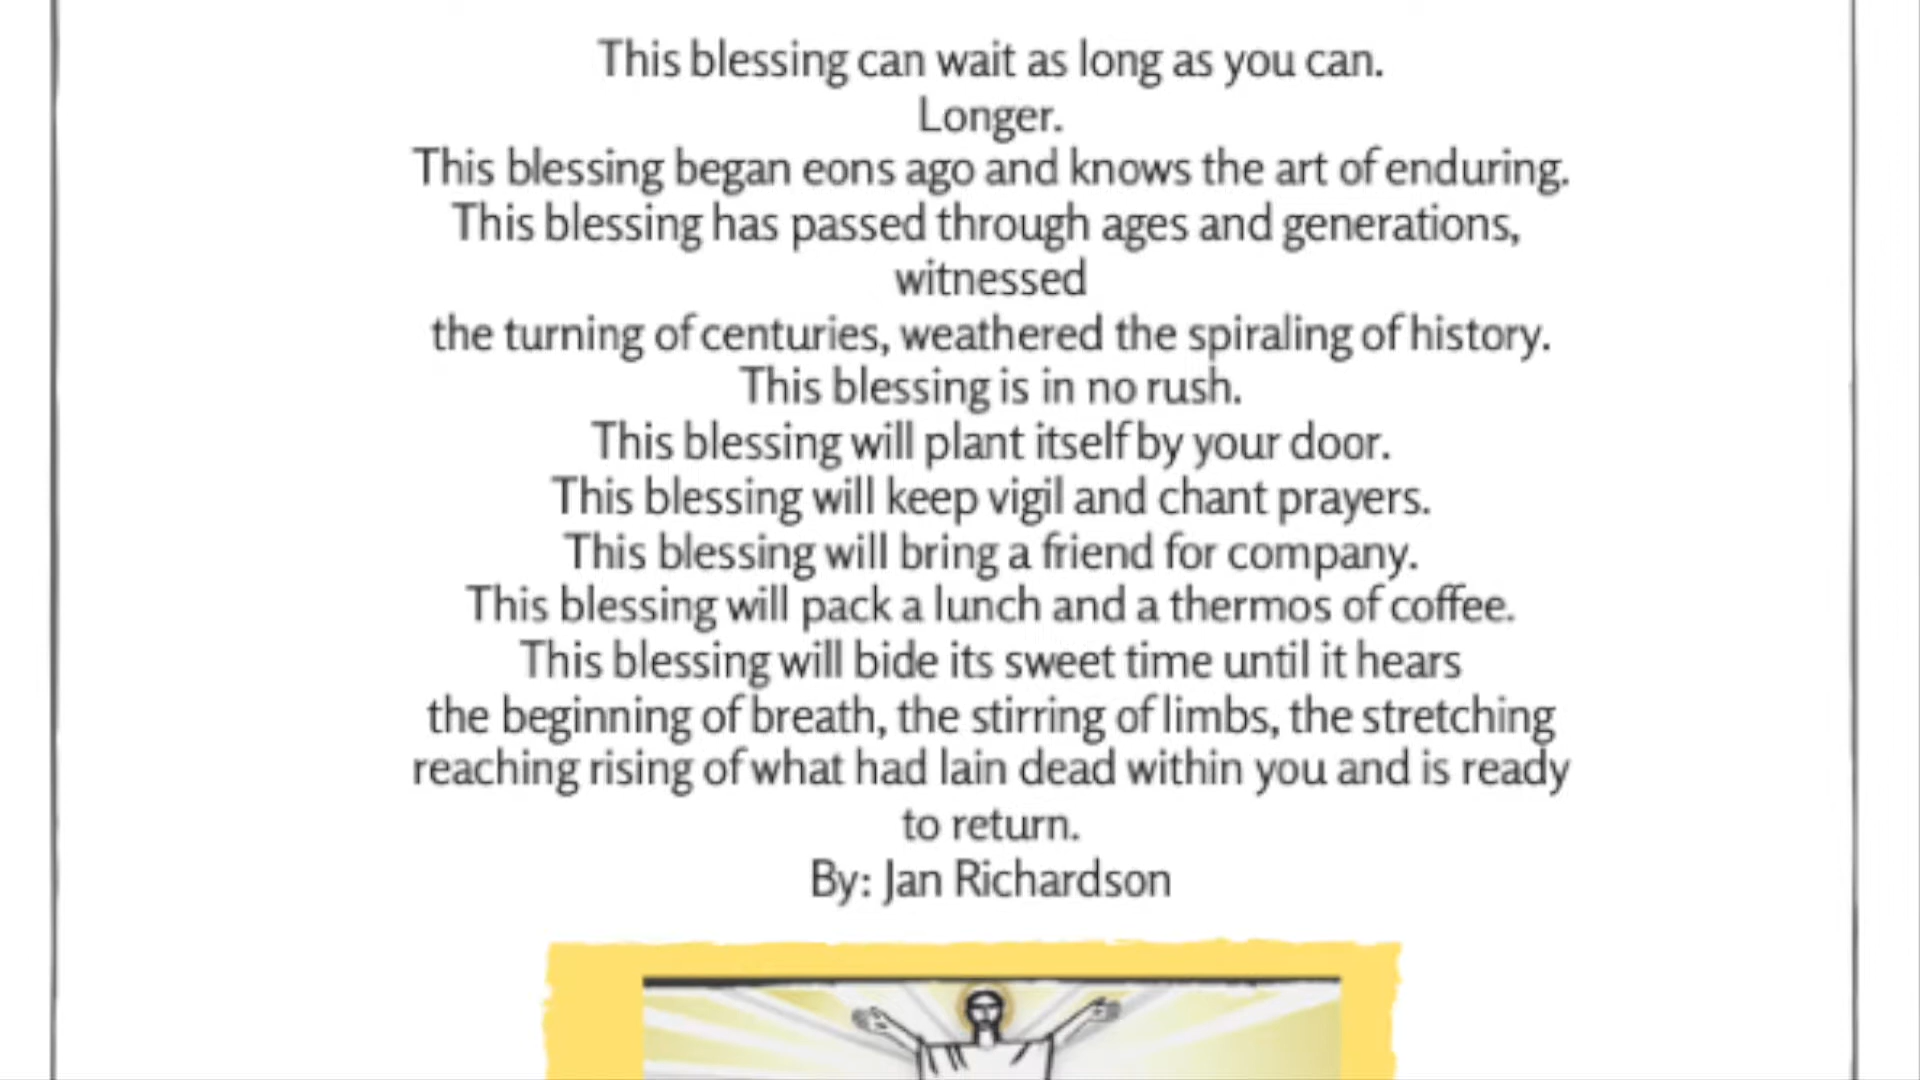 This blessing can wait as long as you can.
Longer.
This blessing began eons ago and knows the art of enduring.
This blessing has passed through ages and generations,
witnessed
the turning of centuries, weathered the spiraling of history.
This blessing is in no rush.
This blessing will plant itself by your door.
This blessing will keep vigil and chant prayers.
This blessing will bring a friend for company.
This blessing will pack a lunch and a thermos of coffee.
This blessing will bide its sweet time until it hears
the beginning of breath, the stirring of limbs, the stretching
reaching rising of what had lain dead within you and is ready
to return.
By: Jan Richardson